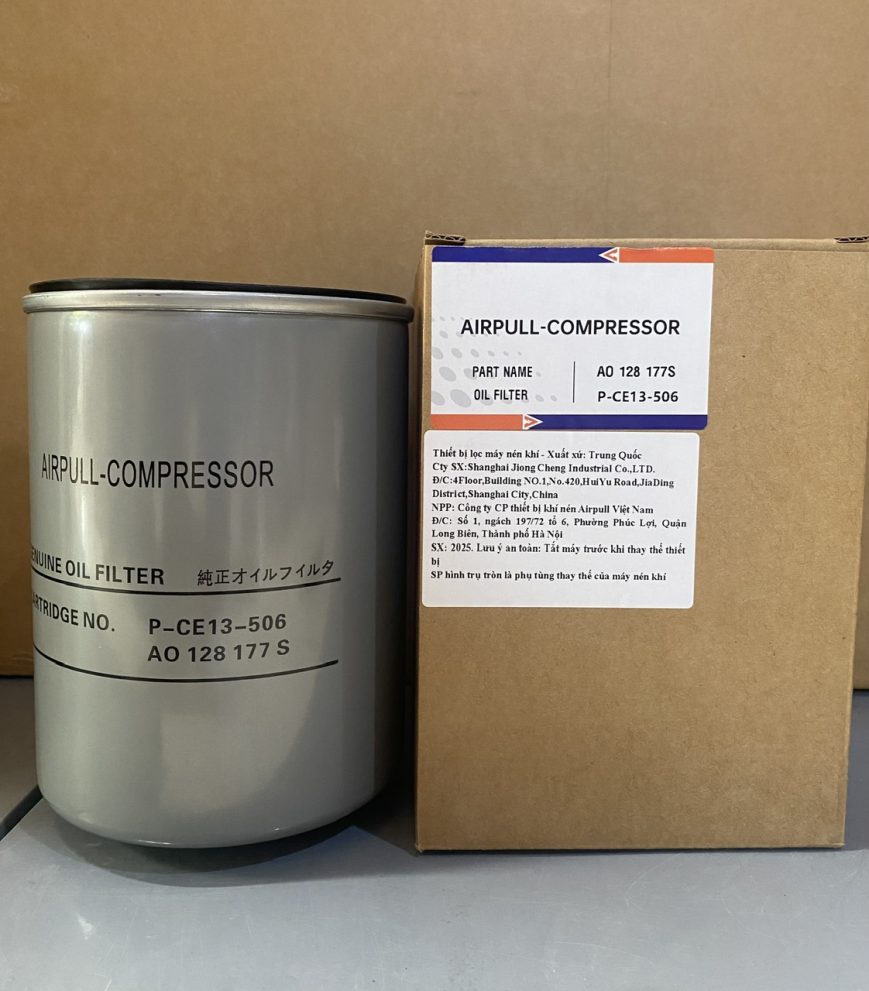 AIRPULL-COMPRESSOR
GENUINE OIL FILTER 純正オイルフィルタ
CARTRIDGE NO. P-CE13-506
AO 128 177 S
AIRPULL-COMPRESSOR
PART NAME AO 128 177S
OIL FILTER P-CE13-506
Thiết bị lọc máy nén khí - Xuất xứ: Trung Quốc
Cty SX:Shanghai Jiong Cheng Industrial Co.,LTD.
Đ/C:4Floor,Building NO.1,No.420,HuiYu Road,JiaDing
District,Shanghai City,China
NPP: Công ty CP thiết bị khí nén Airpull Việt Nam
Đ/C: Số 1, ngách 197/72 tổ 6, Phường Phúc Lợi, Quận
Long Biên, Thành phố Hà Nội
SX: 2025. Lưu ý an toàn: Tắt máy trước khi thay thế thiết
bị
SP hình trụ tròn là phụ tùng thay thế của máy nén khí